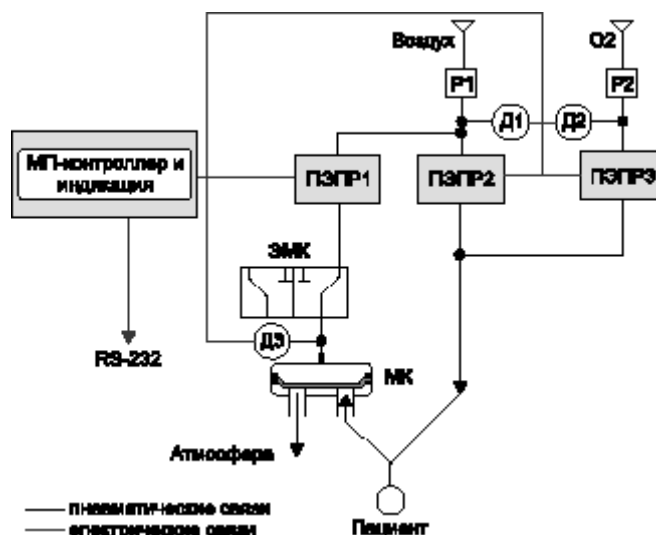 Воздух
O2
P1
P2
Д1
Д2
МП-контроллер и
индикация
ПЭПР1
ПЭПР2
ПЭПР3
ЭМК
Д3
RS-232
МК
Атмосфера
пневматические связи
электрические связи
Пациент